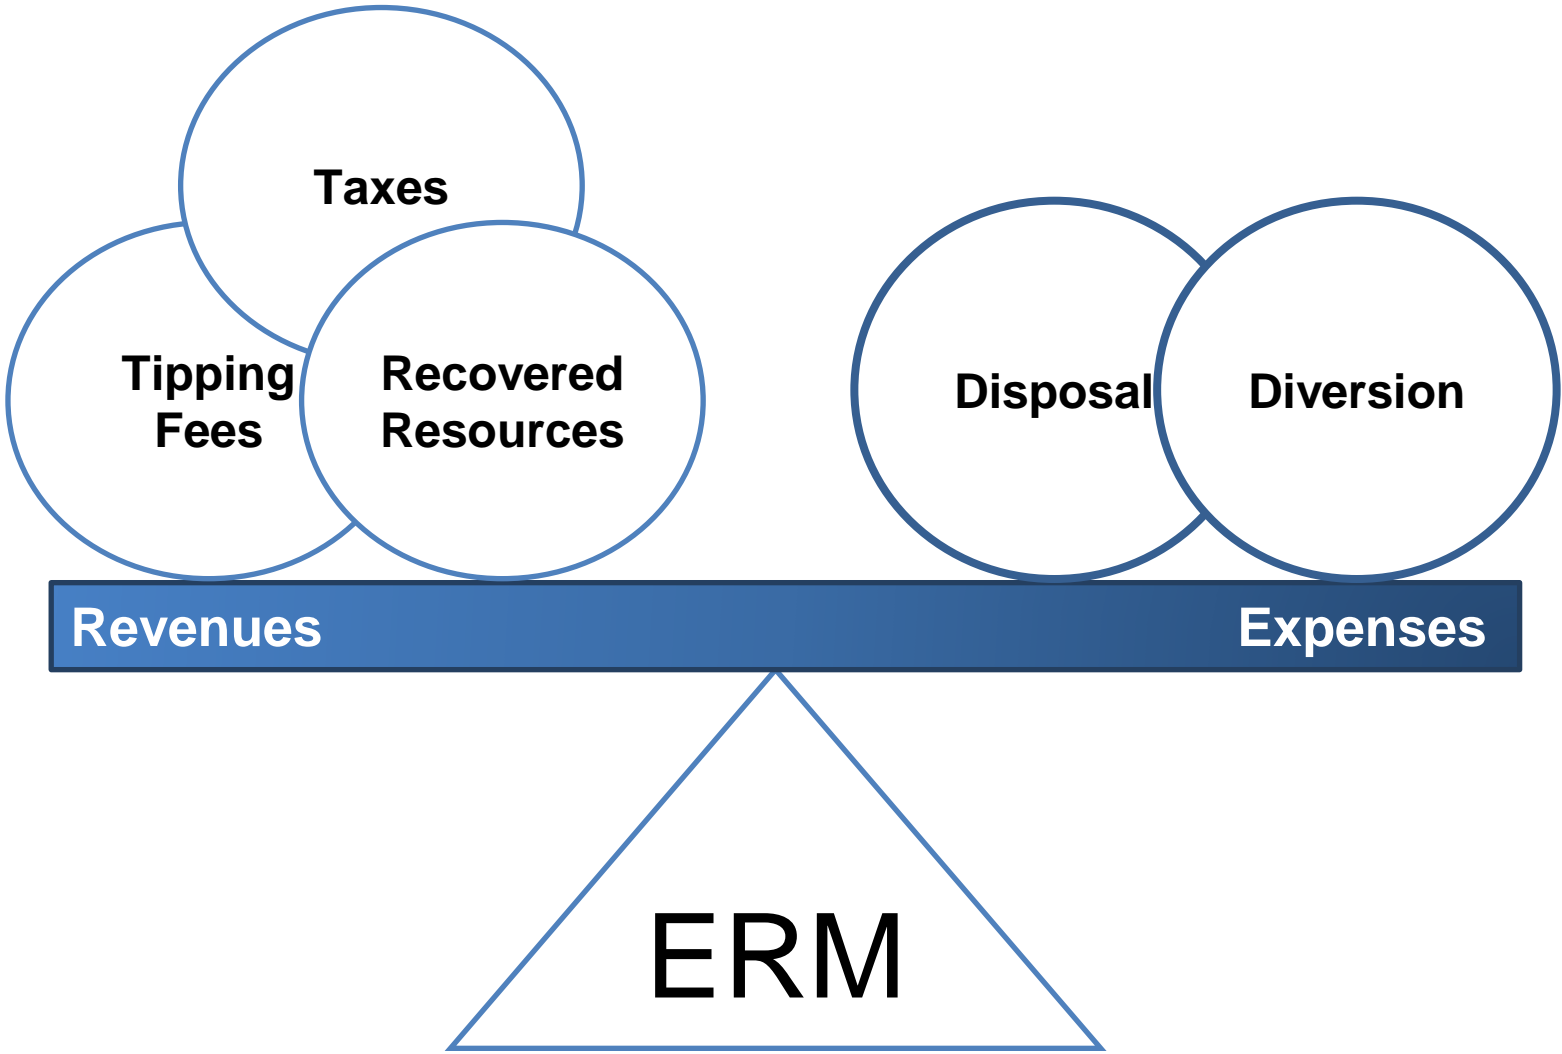 Taxes
Tipping
Fees
Recovered
Resources
Disposal
Diversion
Revenues
Expenses
ERM